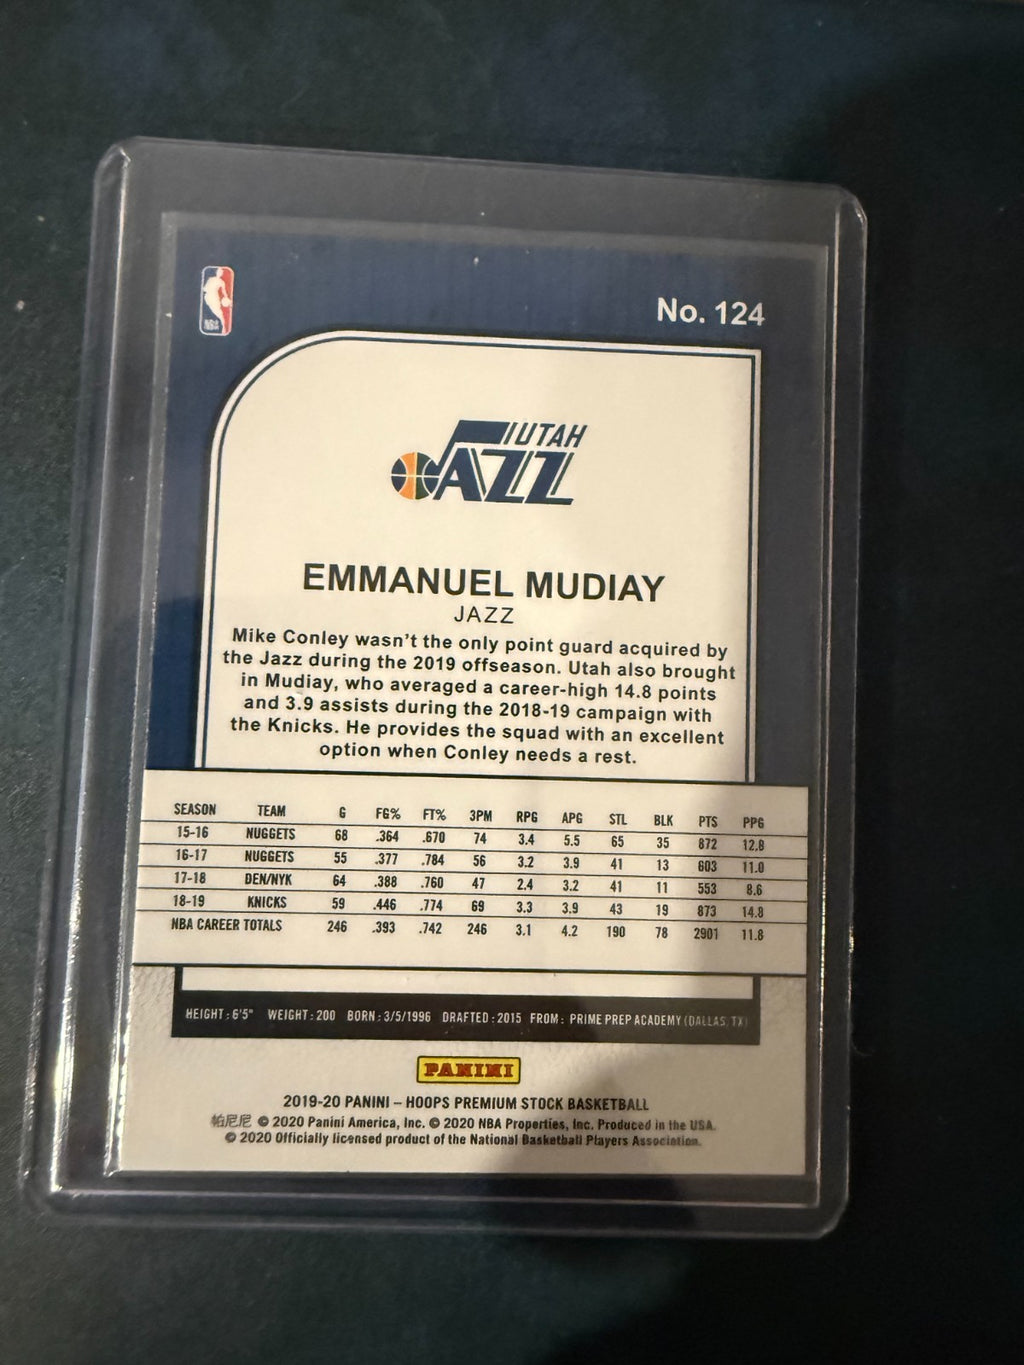 No. 124
UTAH
JAZZ
EMMANUEL MUDIAY
JAZZ
Mike Conley wasn't the only point guard acquired by
the Jazz during the 2019 offseason. Utah also brought
in Mudiay, who averaged a career-high 14.8 points
and 3.9 assists during the 2018-19 campaign with
the Knicks. He provides the squad with an excellent
option when Conley needs a rest.
SEASON TEAM G FG% FT% 3PM RPG APG STL BLK PTS PPG
15-16 NUGGETS 68 .364 .670 74 3.4 5.5 65 35 872 12.8
16-17 NUGGETS 55 .377 .784 56 3.2 3.9 41 13 603 11.0
17-18 DEN/NYK 64 .388 .760 47 2.4 3.2 41 11 553 8.6
18-19 KNICKS 59 .446 .774 69 3.3 3.9 43 19 873 14.8
NBA CAREER TOTALS 246 .393 .742 246 3.1 4.2 190 78 2901 11.8
HEIGHT: 6'5" WEIGHT: 200 BORN: 3/5/1996 DRAFTED: 2015 FROM: PRIME PREP ACADEMY (DALLAS, TX)
PANINI
2019-20 PANINI – HOOPS PREMIUM STOCK BASKETBALL
帕尼尼 © 2020 Panini America, Inc. © 2020 NBA Properties, Inc. Produced in the USA.
© 2020 Officially licensed product of the National Basketball Players Association.